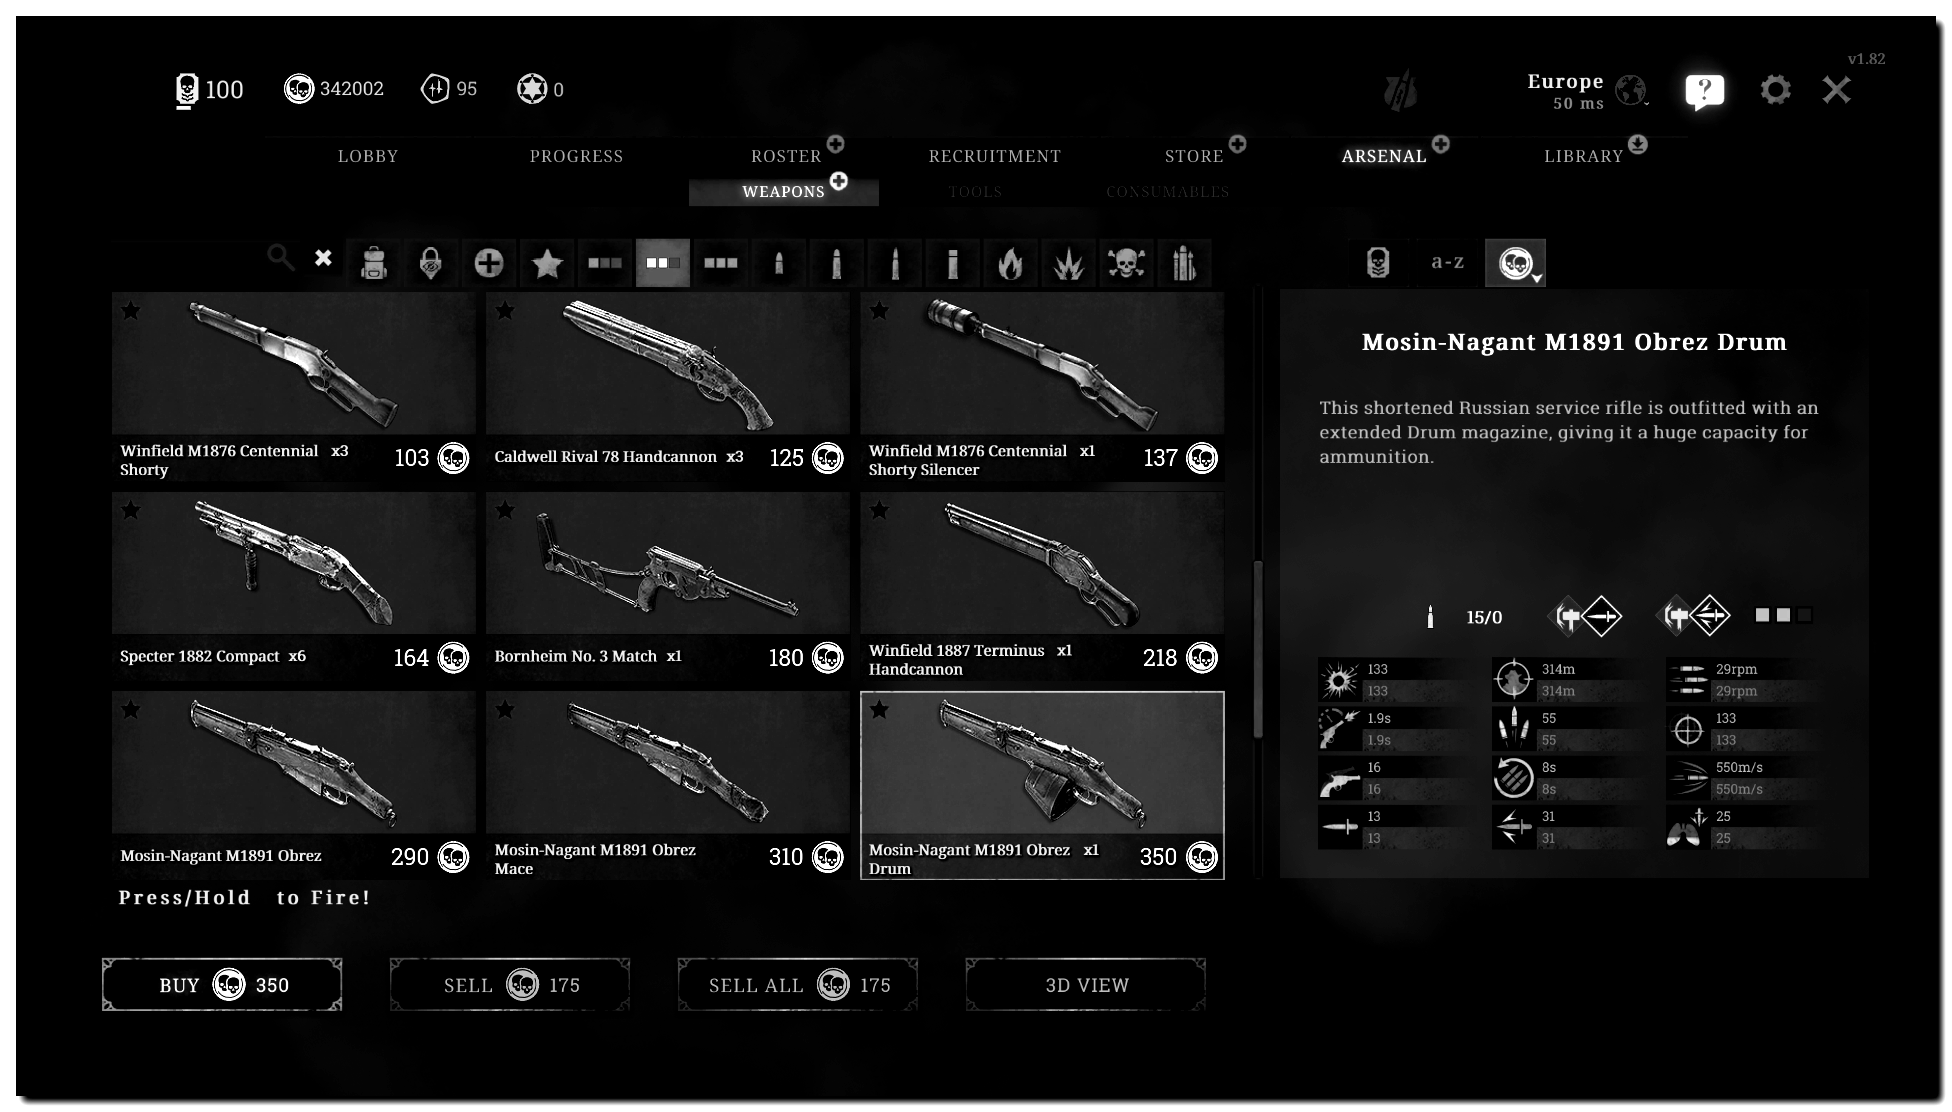 v1.82
100 342002 95 0 Europe
50 ms
?
LOBBY PROGRESS ROSTER RECRUITMENT STORE ARSENAL LIBRARY
WEAPONS TOOLS CONSUMABLES
a-z
Winfield M1876 Centennial Shorty x3 103
Caldwell Rival 78 Handcannon x3 125
Winfield M1876 Centennial Shorty Silencer x1 137
Specter 1882 Compact x6 164
Bornheim No. 3 Match x1 180
Winfield 1887 Terminus Handcannon x1 218
Mosin-Nagant M1891 Obrez 290
Mosin-Nagant M1891 Obrez Mace 310
Mosin-Nagant M1891 Obrez Drum x1 350
Press/Hold to Fire!
BUY 350
SELL 175
SELL ALL 175
3D VIEW
Mosin-Nagant M1891 Obrez Drum
This shortened Russian service rifle is outfitted with an
extended Drum magazine, giving it a huge capacity for
ammunition.
15/0
133 314m 29rpm
133 314m 29rpm
1.9s 55 133
1.9s 55 133
16 8s 550m/s
16 8s 550m/s
13 31 25
13 31 25